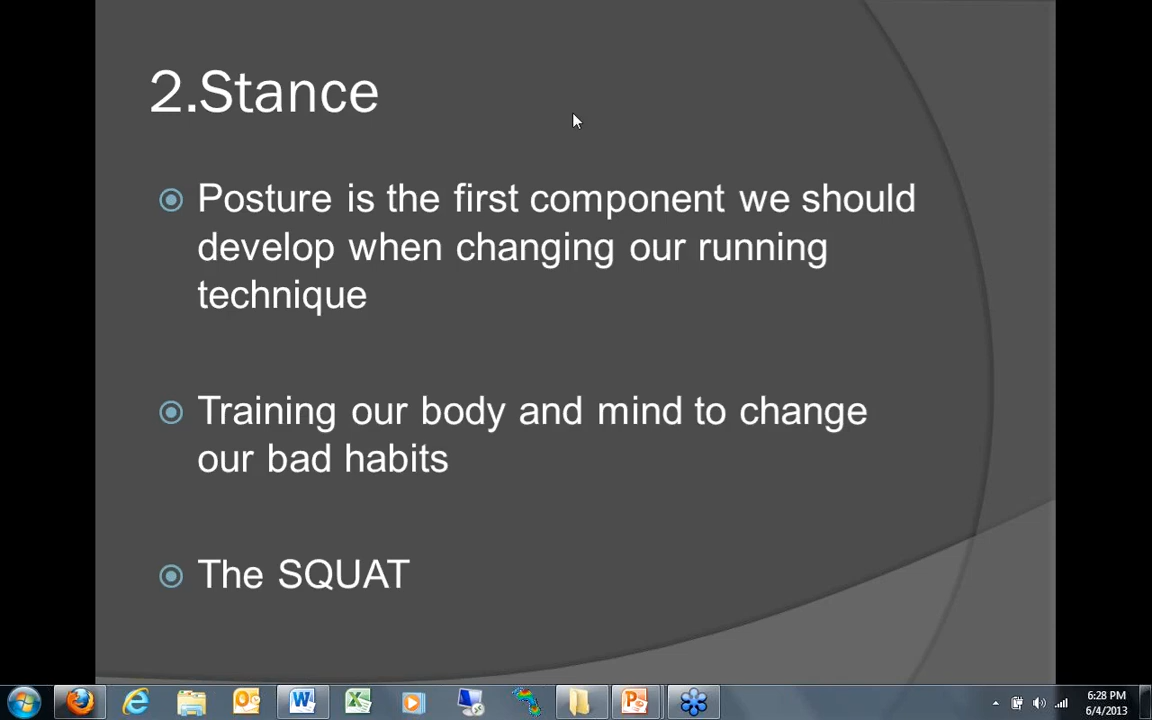 2.Stance
Posture is the first component we should
develop when changing our running
technique
Training our body and mind to change
our bad habits
The SQUAT
6:28 PM
6/4/2013